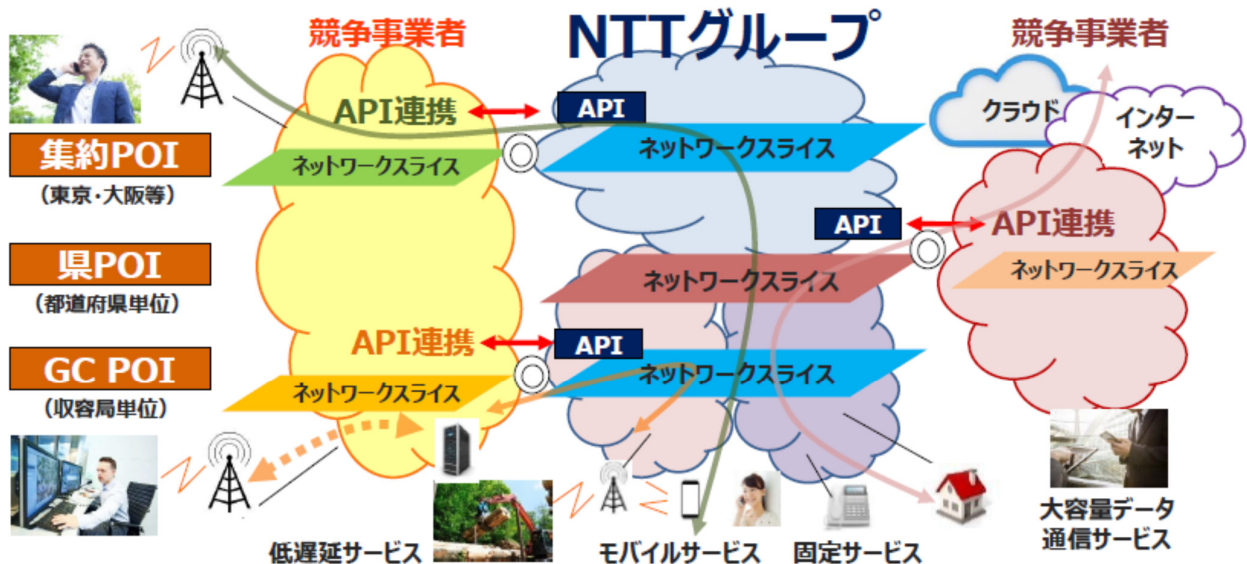 競争事業者
NTTグループ
競争事業者
API連携
API
クラウド
インター
ネット
集約POI
(東京・大阪等)
ネットワークスライス
ネットワークスライス
API
API連携
県POI
(都道府県単位)
ネットワークスライス
ネットワークスライス
API連携
API
GC POI
(収容局単位)
ネットワークスライス
ネットワークスライス
低遅延サービス
モバイルサービス
固定サービス
大容量データ
通信サービス